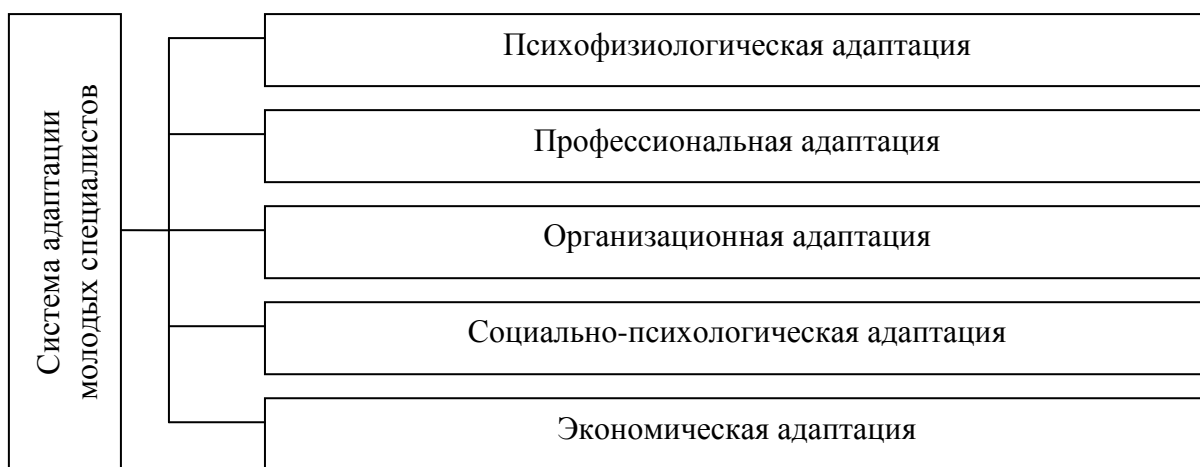 Система адаптации
молодых специалистов
Психофизиологическая адаптация
Профессиональная адаптация
Организационная адаптация
Социально-психологическая адаптация
Экономическая адаптация